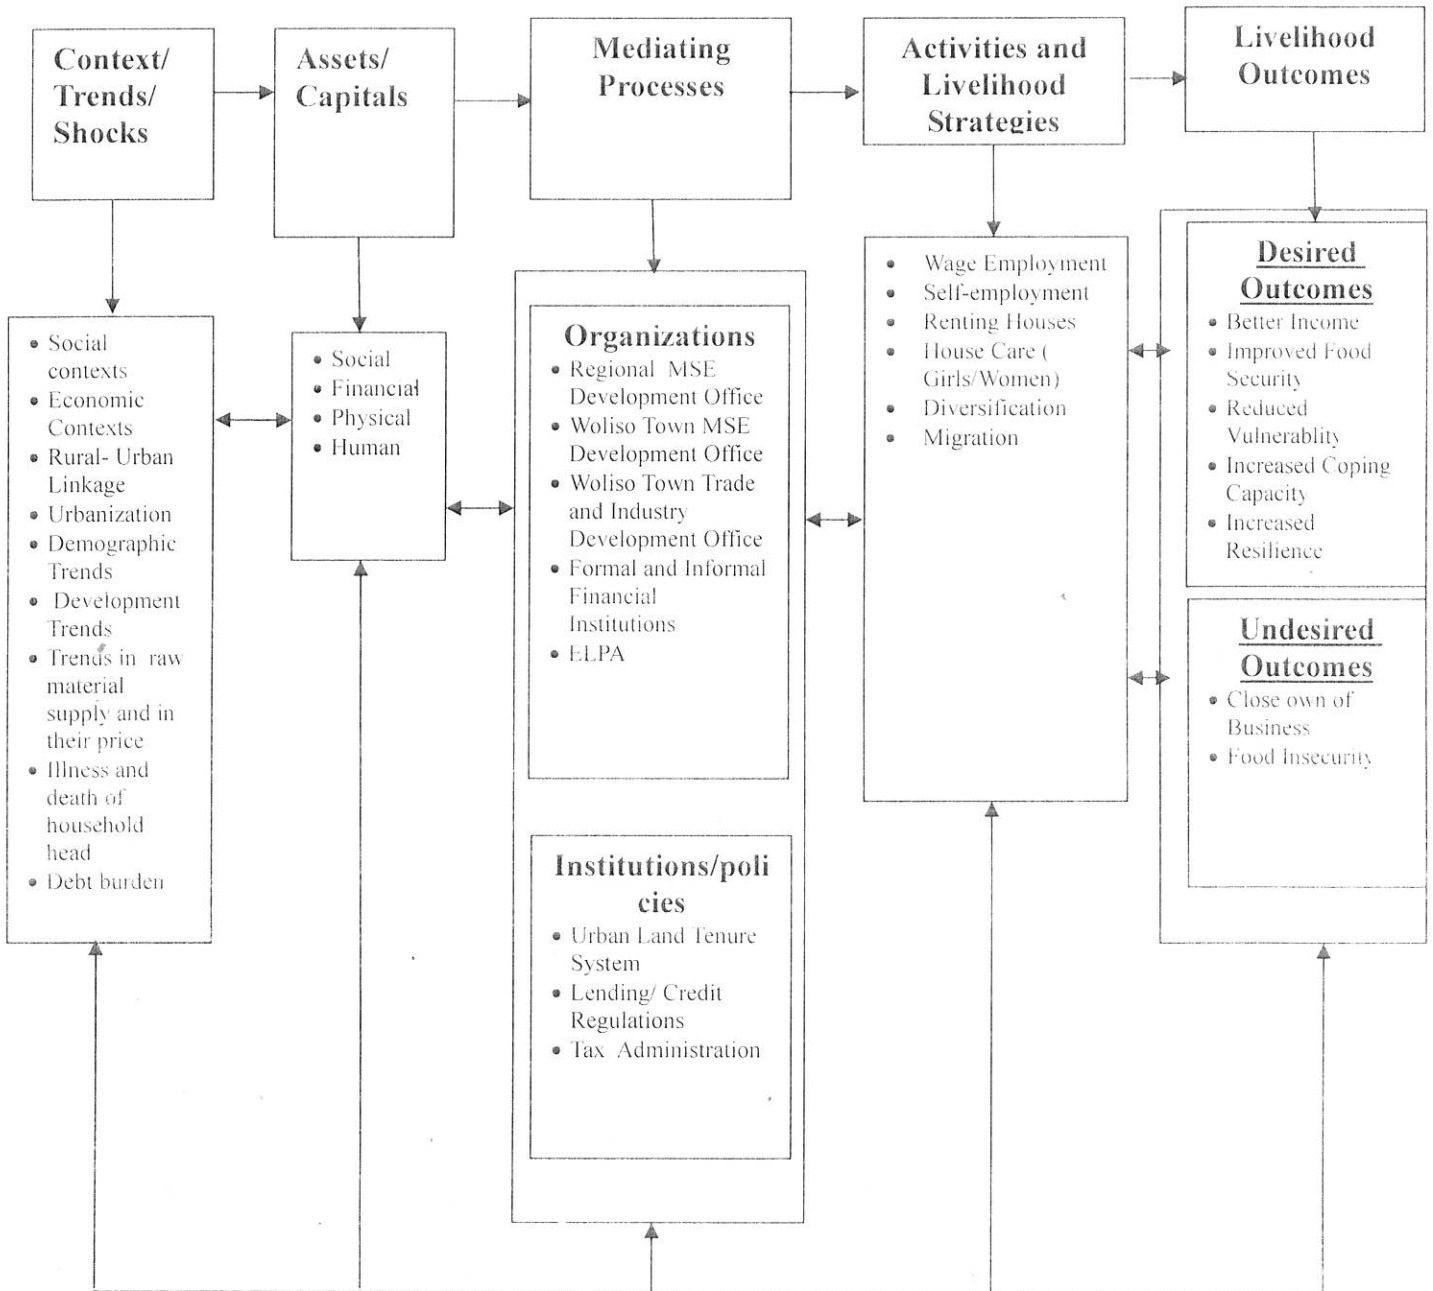 Context/
Trends/
Shocks
Assets/
Capitals
Mediating
Processes
Activities and
Livelihood
Strategies
Livelihood
Outcomes
• Social
contexts
• Economic
Contexts
• Rural- Urban
Linkage
• Urbanization
• Demographic
Trends
• Development
Trends
• Trends in raw
material
supply and in
their price
• Illness and
death of
household
head
• Debt burden
• Social
• Financial
• Physical
• Human
Organizations
• Regional MSE
Development Office
• Woliso Town MSE
Development Office
• Woliso Town Trade
and Industry
Development Office
• Formal and Informal
Financial
Institutions
• ELPA
Institutions/poli
cies
• Urban Land Tenure
System
• Lending/ Credit
Regulations
• Tax Administration
• Wage Employment
• Self-employment
• Renting Houses
• House Care (
Girls/Women)
• Diversification
• Migration
Desired
Outcomes
• Better Income
• Improved Food
Security
• Reduced
Vulnerablity
• Increased Coping
Capacity
• Increased
Resilience
Undesired
Outcomes
• Close own of
Business
• Food Insecurity